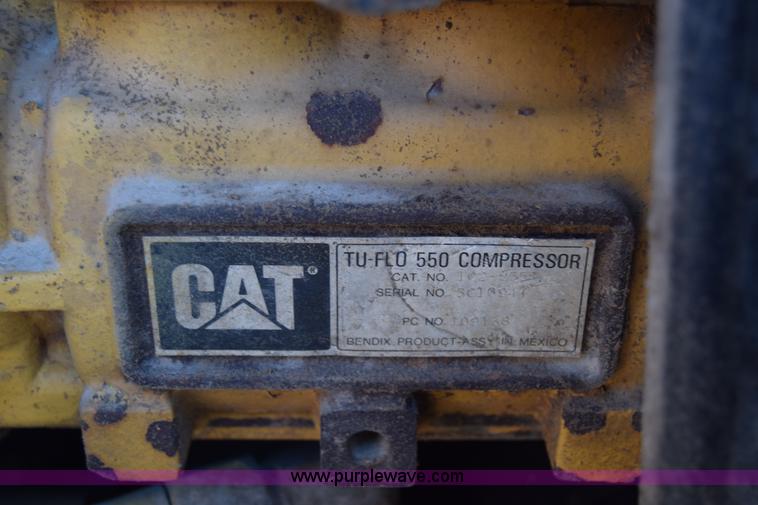 CAT®
TU-FLO 550 COMPRESSOR
CAT. NO.
SERIAL NO.
PC NO.
BENDIX PRODUCT-ASSY IN MEXICO
www.purplewave.com